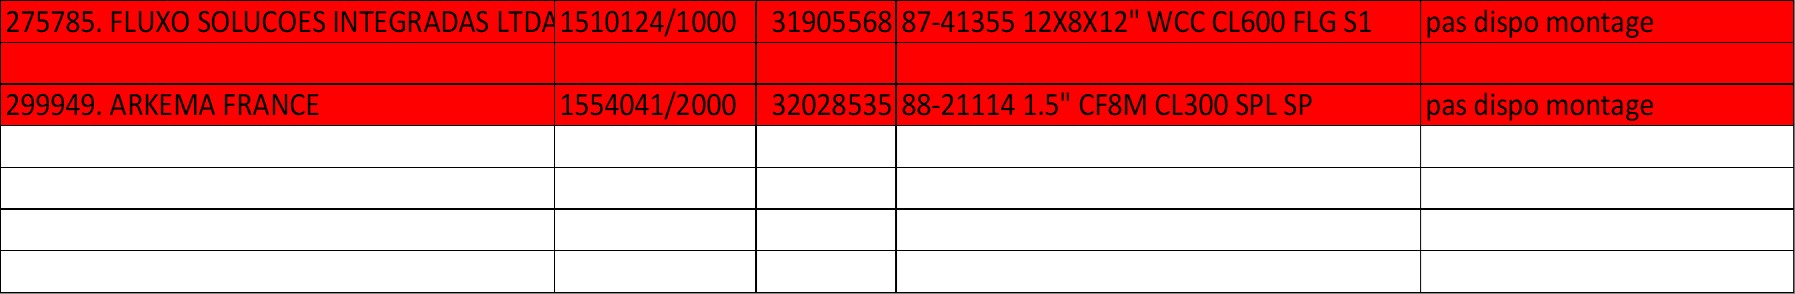 275785. FLUXO SOLUCOES INTEGRADAS LTDA 1510124/1000 31905568 87-41355 12X8X12" WCC CL600 FLG S1 pas dispo montage
299949. ARKEMA FRANCE 1554041/2000 32028535 88-21114 1.5" CF8M CL300 SPL SP pas dispo montage